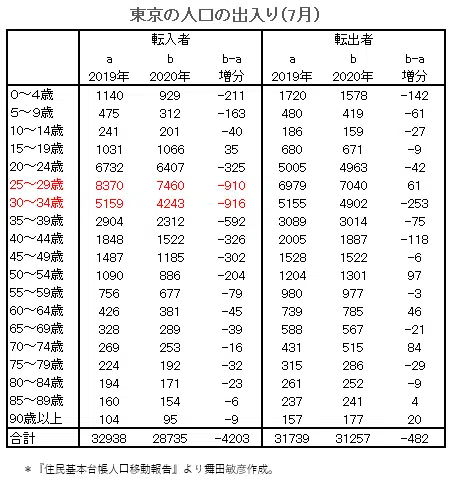 東京の人口の出入り(7月)
転入者 転出者
a b b-a a b b-a
2019年 2020年 増分 2019年 2020年 増分
0～4歳 1140 929 -211 1720 1578 -142
5～9歳 475 312 -163 480 419 -61
10～14歳 241 201 -40 186 159 -27
15～19歳 1031 1066 35 680 671 -9
20～24歳 6732 6407 -325 5005 4963 -42
25～29歳 8370 7460 -910 6979 7040 61
30～34歳 5159 4243 -916 5155 4902 -253
35～39歳 2904 2312 -592 3089 3014 -75
40～44歳 1848 1522 -326 2005 1887 -118
45～49歳 1487 1185 -302 1528 1522 -6
50～54歳 1090 886 -204 1204 1301 97
55～59歳 756 677 -79 980 977 -3
60～64歳 426 381 -45 739 785 46
65～69歳 328 289 -39 588 567 -21
70～74歳 269 253 -16 431 515 84
75～79歳 224 192 -32 315 286 -29
80～84歳 194 171 -23 261 252 -9
85～89歳 160 154 -6 237 241 4
90歳以上 104 95 -9 157 177 20
合計 32938 28735 -4203 31739 31257 -482
＊『住民基本台帳人口移動報告』より舞田敏彦作成。